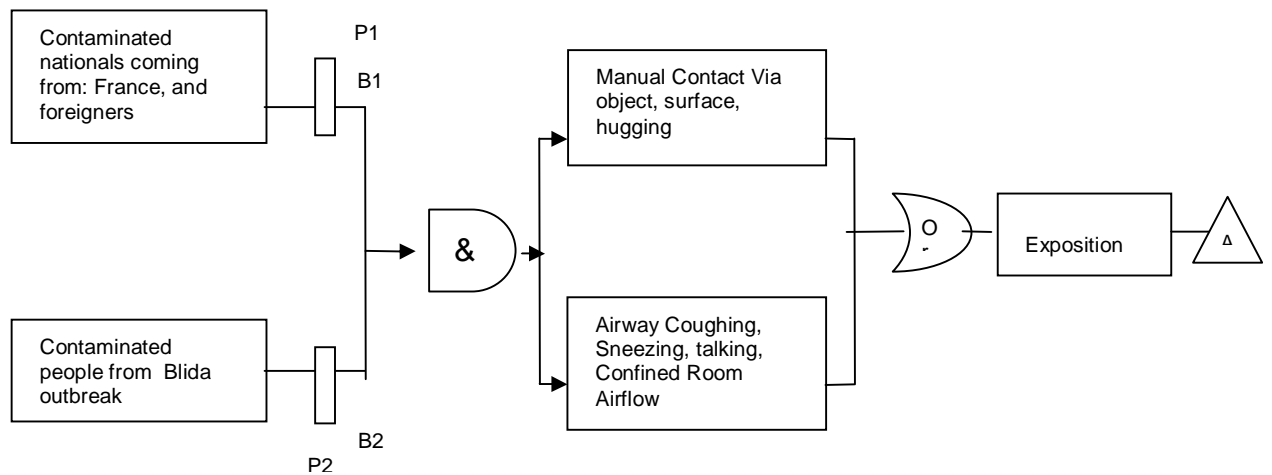 Contaminated
nationals coming
from: France, and
foreigners
P1
B1
Manual Contact Via
object, surface,
hugging
&
O
Exposition
Δ
Contaminated
people from Blida
outbreak
B2
P2
Airway Coughing,
Sneezing, talking,
Confined Room
Airflow